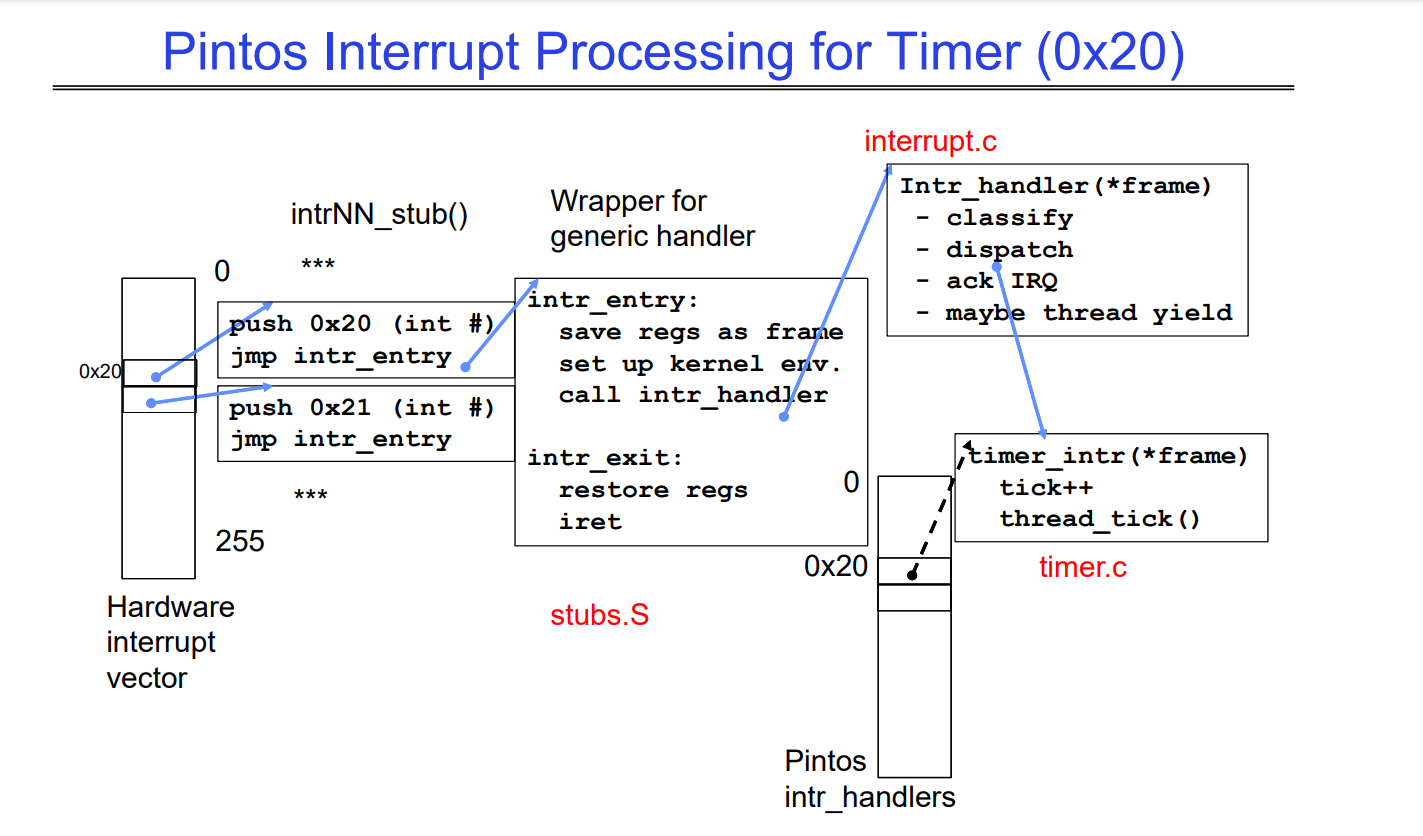 Pintos Interrupt Processing for Timer (0x20)
interrupt.c
Intr_handler(*frame)
- classify
- dispatch
- ack IRQ
- maybe thread yield
intrNN_stub()
Wrapper for
generic handler
0
***
push 0x20 (int #)
jmp intr_entry
0x20
push 0x21 (int #)
jmp intr_entry
***
255
Hardware
interrupt
vector
intr_entry:
save regs as frame
set up kernel env.
call intr_handler
intr_exit:
restore regs
iret
stubs.S
timer_intr(*frame)
tick++
thread_tick()
timer.c
0
0x20
Pintos
intr_handlers